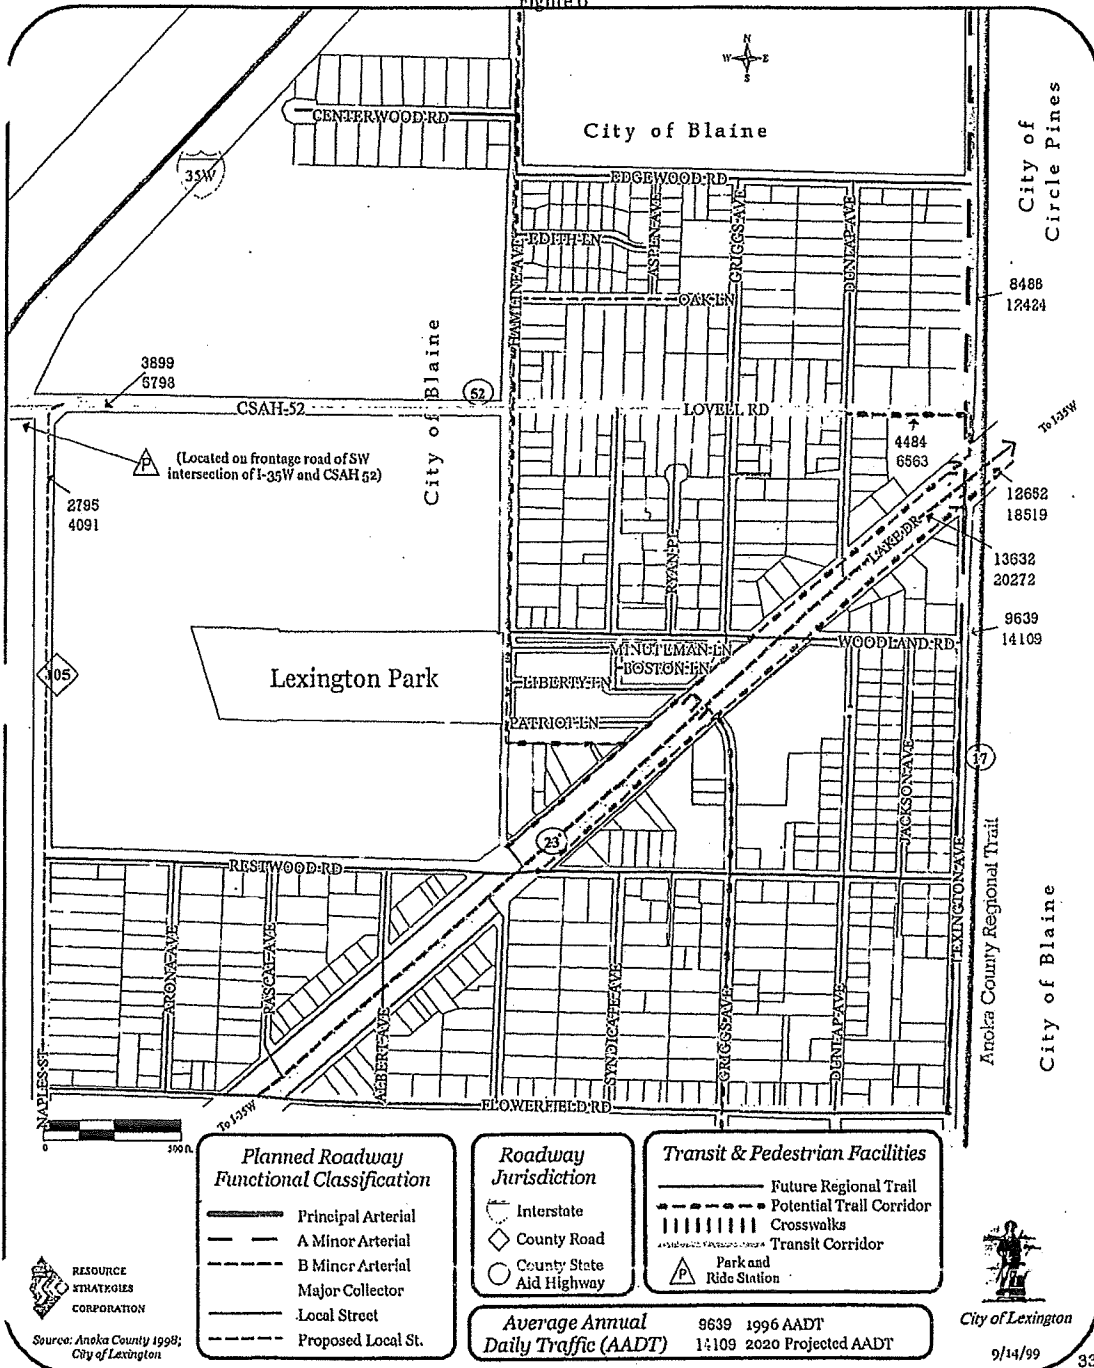 Figure 6
N
W E
S
CENTERWOOD RD
City of Blaine
City of
Circle Pines
35W
EDGEWOOD RD
EDITH LN
ASPEN AVE
GRIGGS AVE
DUNLAP AVE
HAMLINE AVE
OAK LN
8488
12424
City of Blaine
3899
5798
52
CSAH-52
LOVELL RD
To I-35W
4484
6563
P
(Located on frontage road of SW
intersection of I-35W and CSAH 52)
2795
4091
12652
18519
LAKE DR
13632
20272
RYAN PL
9639
14109
MINUTEMAN LN
WOODLAND RD
BOSTON LN
105
Lexington Park
LIBERTY LN
PATRIOT LN
17
JACKSON AVE
23
RESTWOOD RD
LEXINGTON AVE
Anoka County Regional Trail
City of Blaine
ARONA AVE
PASCAL AVE
ALBERT AVE
SYNDICATE AVE
GRIGGS AVE
DUNLAP AVE
NAPLES ST
FLOWERFIELD RD
To I-35W
0 500 ft.
Planned Roadway
Functional Classification
Principal Arterial
A Minor Arterial
B Minor Arterial
Major Collector
Local Street
Proposed Local St.
Roadway
Jurisdiction
Interstate
County Road
County State
Aid Highway
Transit & Pedestrian Facilities
Future Regional Trail
Potential Trail Corridor
Crosswalks
Transit Corridor
P
Park and
Ride Station
Average Annual
Daily Traffic (AADT)
9639 1996 AADT
14109 2020 Projected AADT
RESOURCE
STRATEGIES
CORPORATION
Source: Anoka County 1998;
City of Lexington
City of Lexington
9/14/99
33